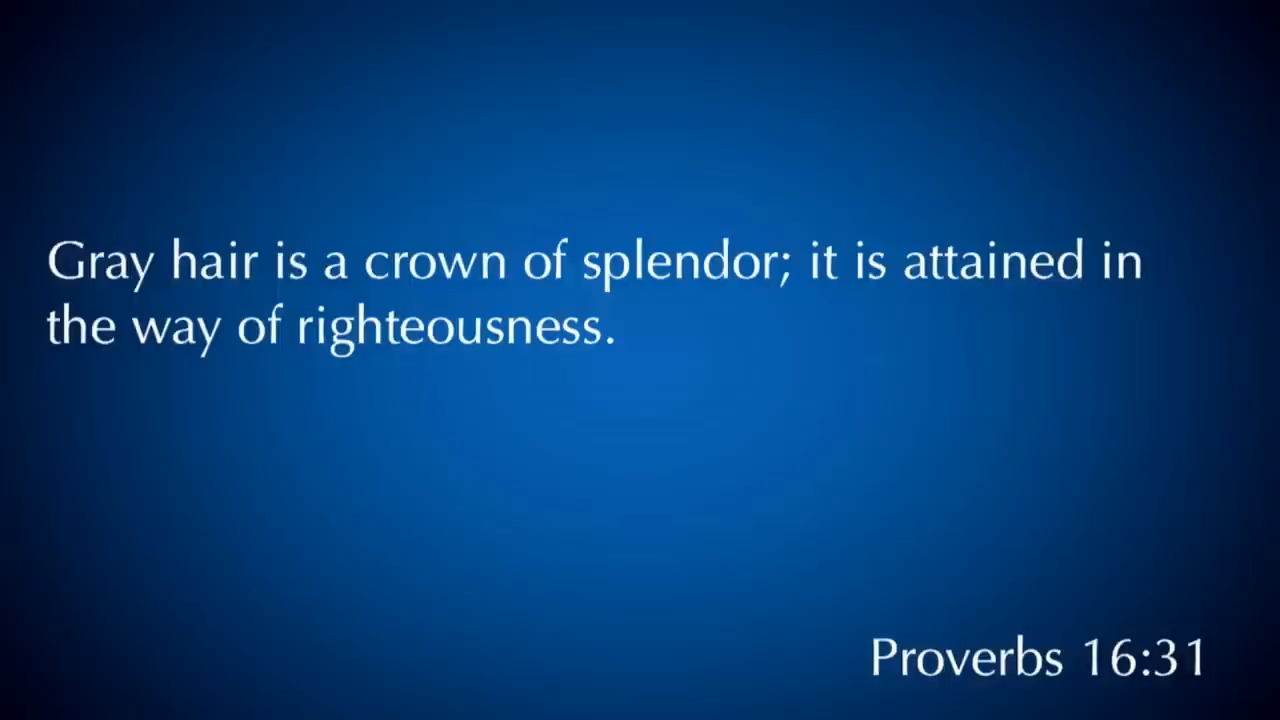 Gray hair is a crown of splendor; it is attained in
the way of righteousness.
Proverbs 16:31